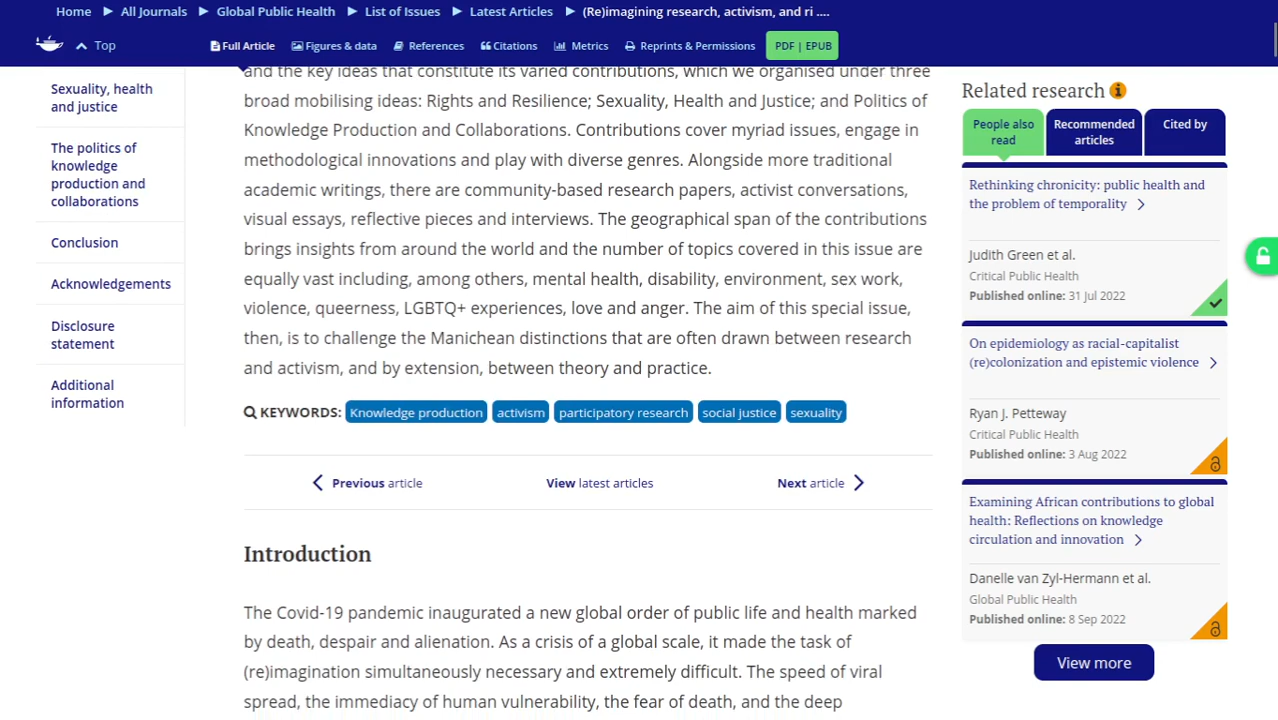 Home ▶ All Journals ▶ Global Public Health ▶ List of Issues ▶ Latest Articles ▶ (Re)imagining research, activism, and ri ....
Top
Full Article
Figures & data
References
Citations
Metrics
Reprints & Permissions
PDF | EPUB
Sexuality, health
and justice
The politics of
knowledge
production and
collaborations
Conclusion
Acknowledgements
Disclosure
statement
Additional
information
and the key ideas that constitute its varied contributions, which we organised under three
broad mobilising ideas: Rights and Resilience; Sexuality, Health and Justice; and Politics of
Knowledge Production and Collaborations. Contributions cover myriad issues, engage in
methodological innovations and play with diverse genres. Alongside more traditional
academic writings, there are community-based research papers, activist conversations,
visual essays, reflective pieces and interviews. The geographical span of the contributions
brings insights from around the world and the number of topics covered in this issue are
equally vast including, among others, mental health, disability, environment, sex work,
violence, queerness, LGBTQ+ experiences, love and anger. The aim of this special issue,
then, is to challenge the Manichean distinctions that are often drawn between research
and activism, and by extension, between theory and practice.
KEYWORDS: Knowledge production activism participatory research social justice sexuality
Previous article
View latest articles
Next article
Introduction
The Covid-19 pandemic inaugurated a new global order of public life and health marked
by death, despair and alienation. As a crisis of a global scale, it made the task of
(re)imagination simultaneously necessary and extremely difficult. The speed of viral
spread, the immediacy of human vulnerability, the fear of death, and the deep
Related research
People also
read
Recommended
articles
Cited by
Rethinking chronicity: public health and
the problem of temporality
Judith Green et al.
Critical Public Health
Published online: 31 Jul 2022
On epidemiology as racial-capitalist
(re)colonization and epistemic violence
Ryan J. Petteway
Critical Public Health
Published online: 3 Aug 2022
Examining African contributions to global
health: Reflections on knowledge
circulation and innovation
Danelle van Zyl-Hermann et al.
Global Public Health
Published online: 8 Sep 2022
View more